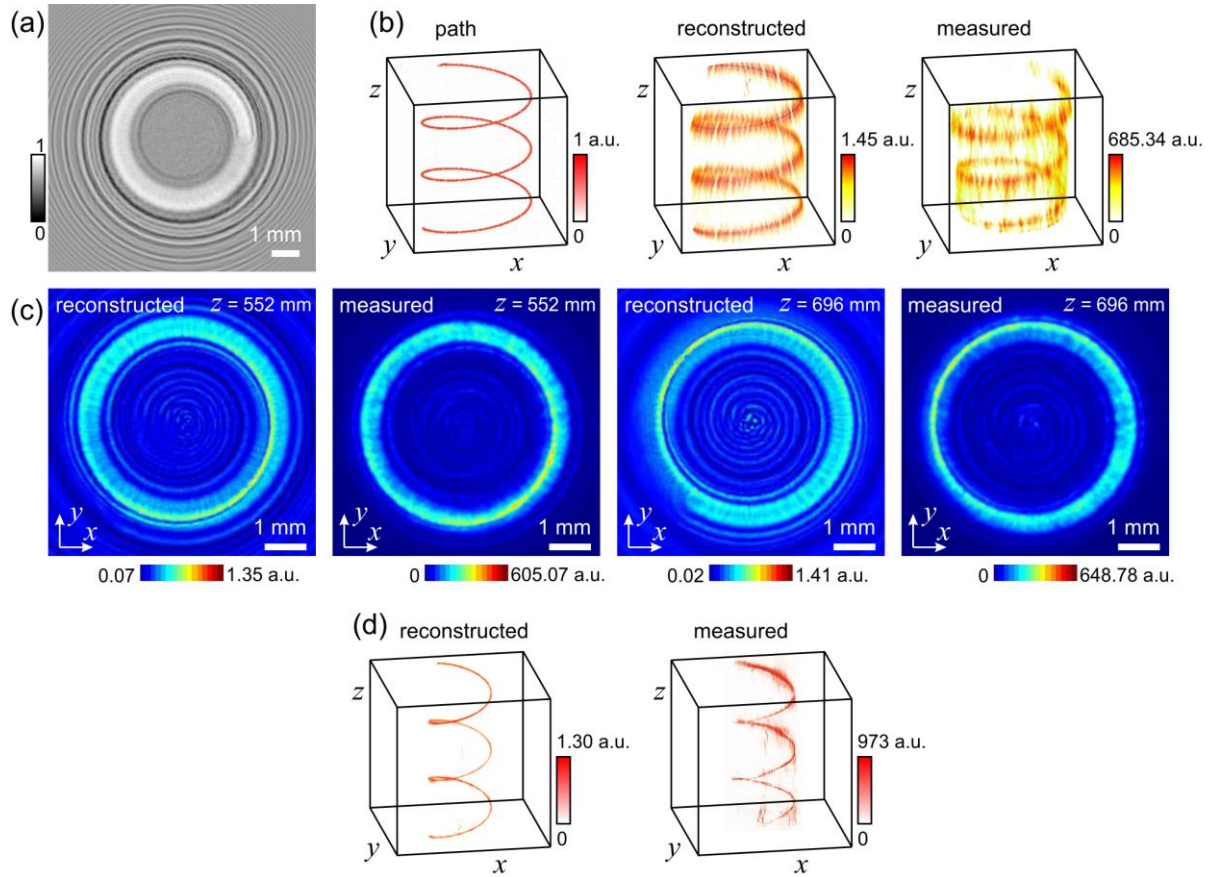 (a)
1
0
1 mm
(b)
path
z
y
x
1 a.u.
0
reconstructed
z
y
x
1.45 a.u.
0
measured
z
y
x
685.34 a.u.
0
(c)
reconstructed z = 552 mm
y
x
1 mm
0.07 1.35 a.u.
measured z = 552 mm
y
x
1 mm
0 605.07 a.u.
reconstructed z = 696 mm
y
x
1 mm
0.02 1.41 a.u.
measured z = 696 mm
y
x
1 mm
0 648.78 a.u.
(d)
reconstructed
z
y
x
1.30 a.u.
0
measured
z
y
x
973 a.u.
0